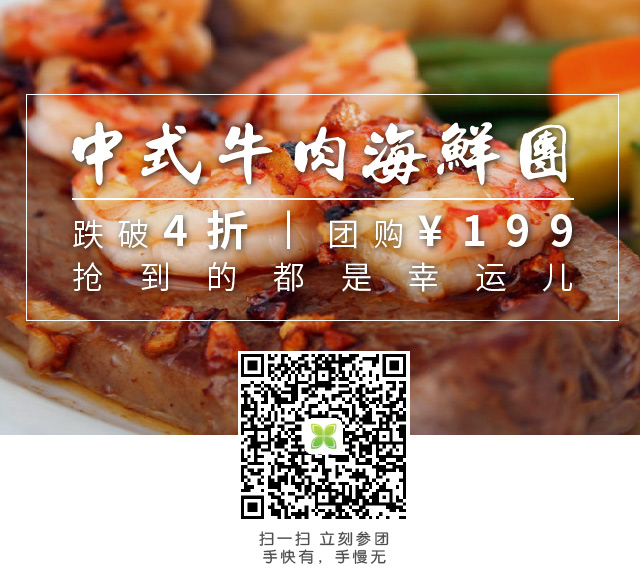 中式牛肉海鲜團
跌破4折｜团购¥199
抢到的都是幸运儿
扫一扫 立刻参团
手快有，手慢无